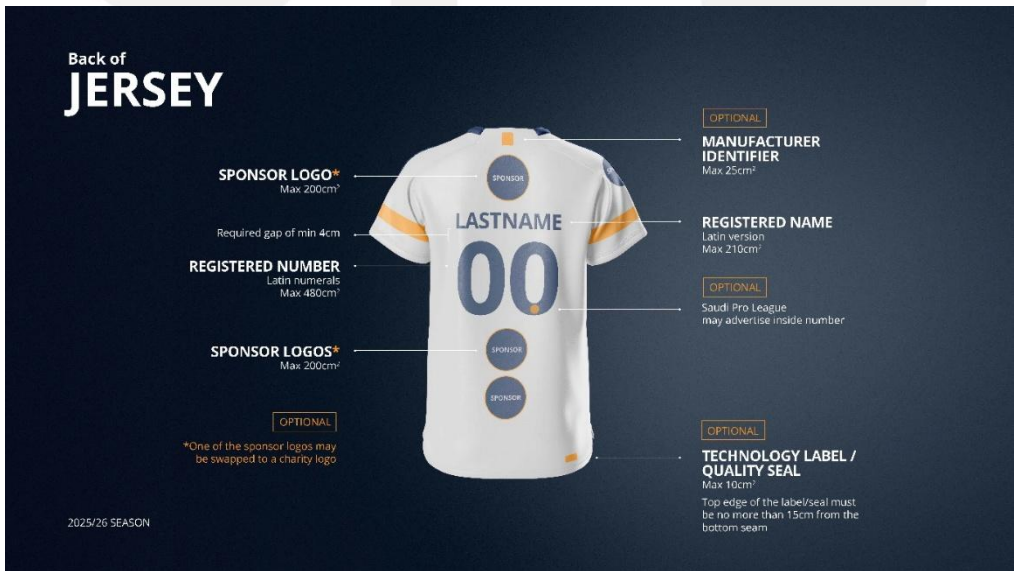 Back of
JERSEY
SPONSOR LOGO*
Max 200cm²
Required gap of min 4cm
REGISTERED NUMBER
Latin numerals
Max 480cm²
SPONSOR LOGOS*
Max 200cm²
OPTIONAL
*One of the sponsor logos may
be swapped to a charity logo
2025/26 SEASON
SPONSOR
LASTNAME
00
SPONSOR
SPONSOR
OPTIONAL
MANUFACTURER
IDENTIFIER
Max 25cm²
REGISTERED NAME
Latin version
Max 210cm²
OPTIONAL
Saudi Pro League
may advertise inside number
OPTIONAL
TECHNOLOGY LABEL /
QUALITY SEAL
Max 10cm²
Top edge of the label/seal must
be no more than 15cm from the
bottom seam